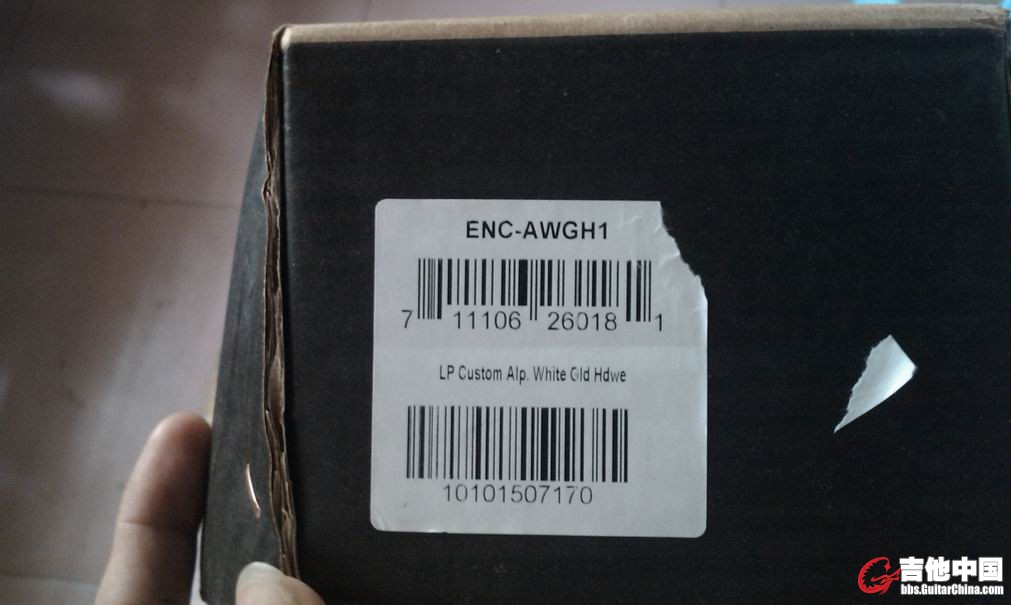 ENC-AWGH1
7 11106 26018 1
LP Custom Alp. White Gld Hdwe
10101507170
吉他中国
bbs.GuitarChina.com